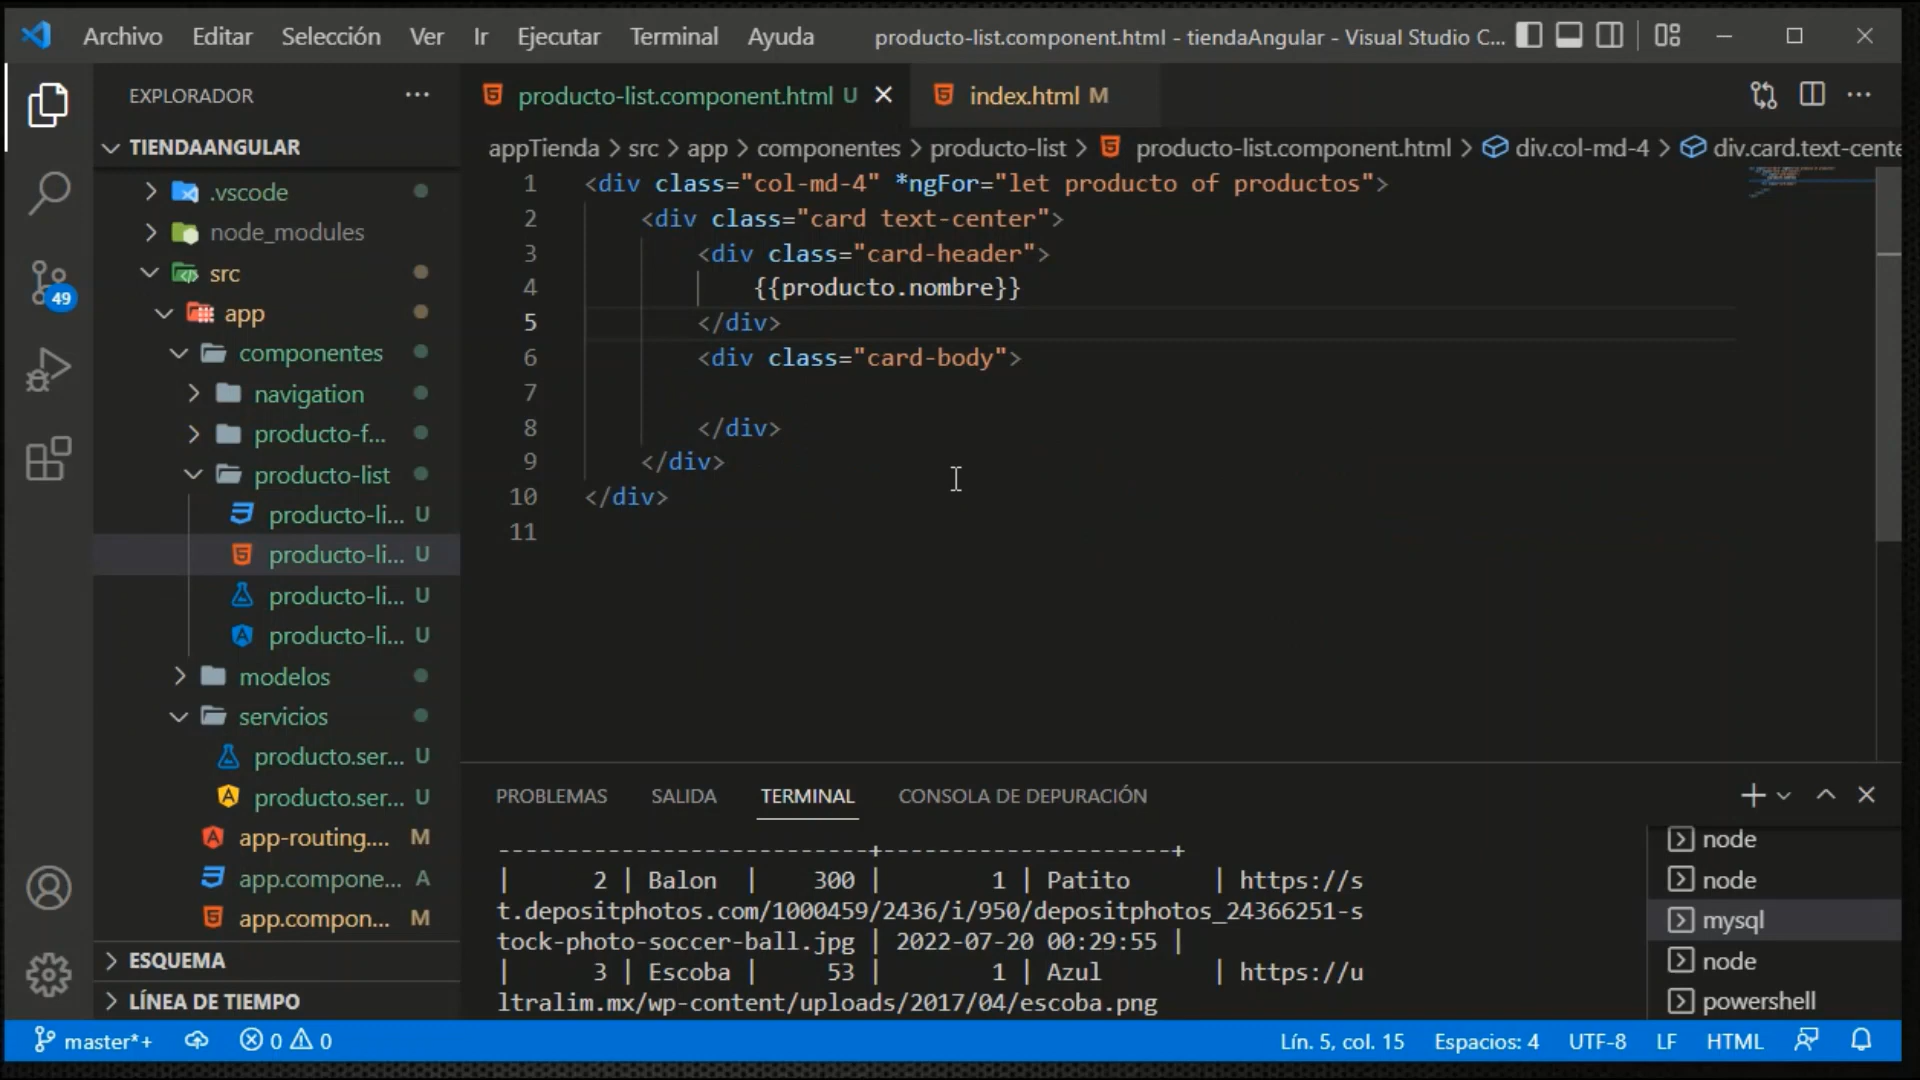 Archivo Editar Selección Ver Ir Ejecutar Terminal Ayuda producto-list.component.html - tiendaAngular - Visual Studio C...
EXPLORADOR ...
TIENDAANGULAR
.vscode
node_modules
src
app
componentes
navigation
producto-f...
producto-list
producto-li... U
producto-li... U
producto-li... U
producto-li... U
modelos
servicios
producto.ser... U
producto.ser... U
app-routing.... M
app.compone... A
app.compon... M
ESQUEMA
LÍNEA DE TIEMPO
49
producto-list.component.html U
index.html M
appTienda > src > app > componentes > producto-list > producto-list.component.html > div.col-md-4 > div.card.text-cente
1 <div class="col-md-4" *ngFor="let producto of productos">
2 <div class="card text-center">
3 <div class="card-header">
4 {{producto.nombre}}
5 </div>
6 <div class="card-body">
7
8 </div>
9 </div>
10 </div>
11
PROBLEMAS SALIDA TERMINAL CONSOLA DE DEPURACIÓN
---------------------------+---------------------+
| 2 | Balon | 300 | 1 | Patito | https://s
t.depositphotos.com/1000459/2436/i/950/depositphotos_24366251-s
tock-photo-soccer-ball.jpg | 2022-07-20 00:29:55 |
| 3 | Escoba | 53 | 1 | Azul | https://u
ltralim.mx/wp-content/uploads/2017/04/escoba.png
node
node
mysql
node
powershell
master*+ 0 0 Lín. 5, col. 15 Espacios: 4 UTF-8 LF HTML